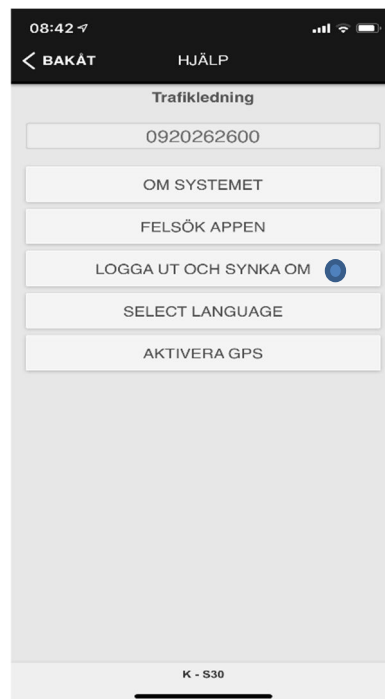 08:42
BAKÅT
HJÄLP
Trafikledning
0920262600
OM SYSTEMET
FELSÖK APPEN
LOGGA UT OCH SYNKA OM
SELECT LANGUAGE
AKTIVERA GPS
K - S30